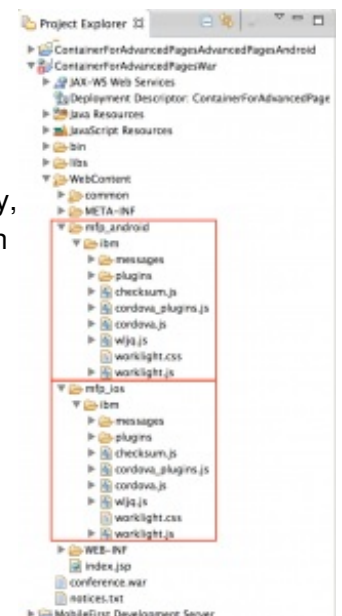 Project Explorer
ContainerForAdvancedPagesAdvancedPagesAndroid
ContainerForAdvancedPagesWar
JAX-WS Web Services
Deployment Descriptor: ContainerForAdvancedPage
Java Resources
JavaScript Resources
bin
libs
WebContent
common
y,
META-INF
n
mfp_android
ibm
messages
plugins
checksum.js
cordova_plugins.js
cordova.js
wljq.js
worklight.css
worklight.js
mfp_ios
ibm
messages
plugins
checksum.js
cordova_plugins.js
cordova.js
wljq.js
worklight.css
worklight.js
WEB-INF
index.jsp
conference.war
notices.txt
MobileFirst Development Server